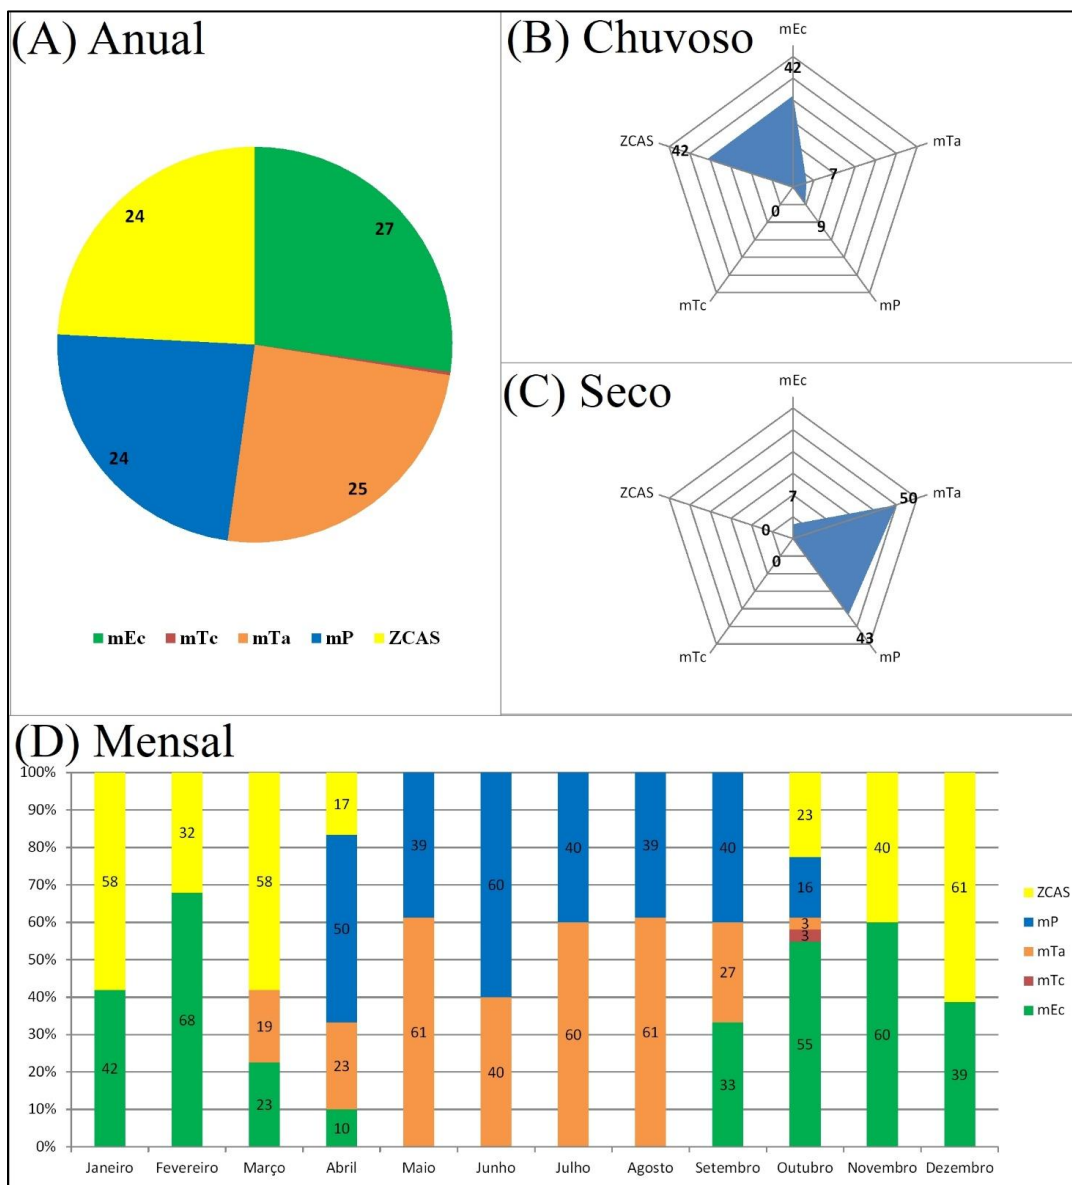 (A) Anual
24
27
24
25
mEc mTc mTa mP ZCAS
(B) Chuvoso
mEc
42
ZCAS
42
7
mTa
0
9
mTc
mP
(C) Seco
mEc
ZCAS
7
50
mTa
0
0
mTc
43
mP
(D) Mensal
100%
90%
80%
70%
60%
50%
40%
30%
20%
10%
0%
58
42
32
68
58
19
23
17
50
23
10
39
61
60
40
40
60
39
61
40
27
33
23
16
3
3
55
40
60
61
39
Janeiro Fevereiro Março Abril Maio Junho Julho Agosto Setembro Outubro Novembro Dezembro
ZCAS
mP
mTa
mTc
mEc